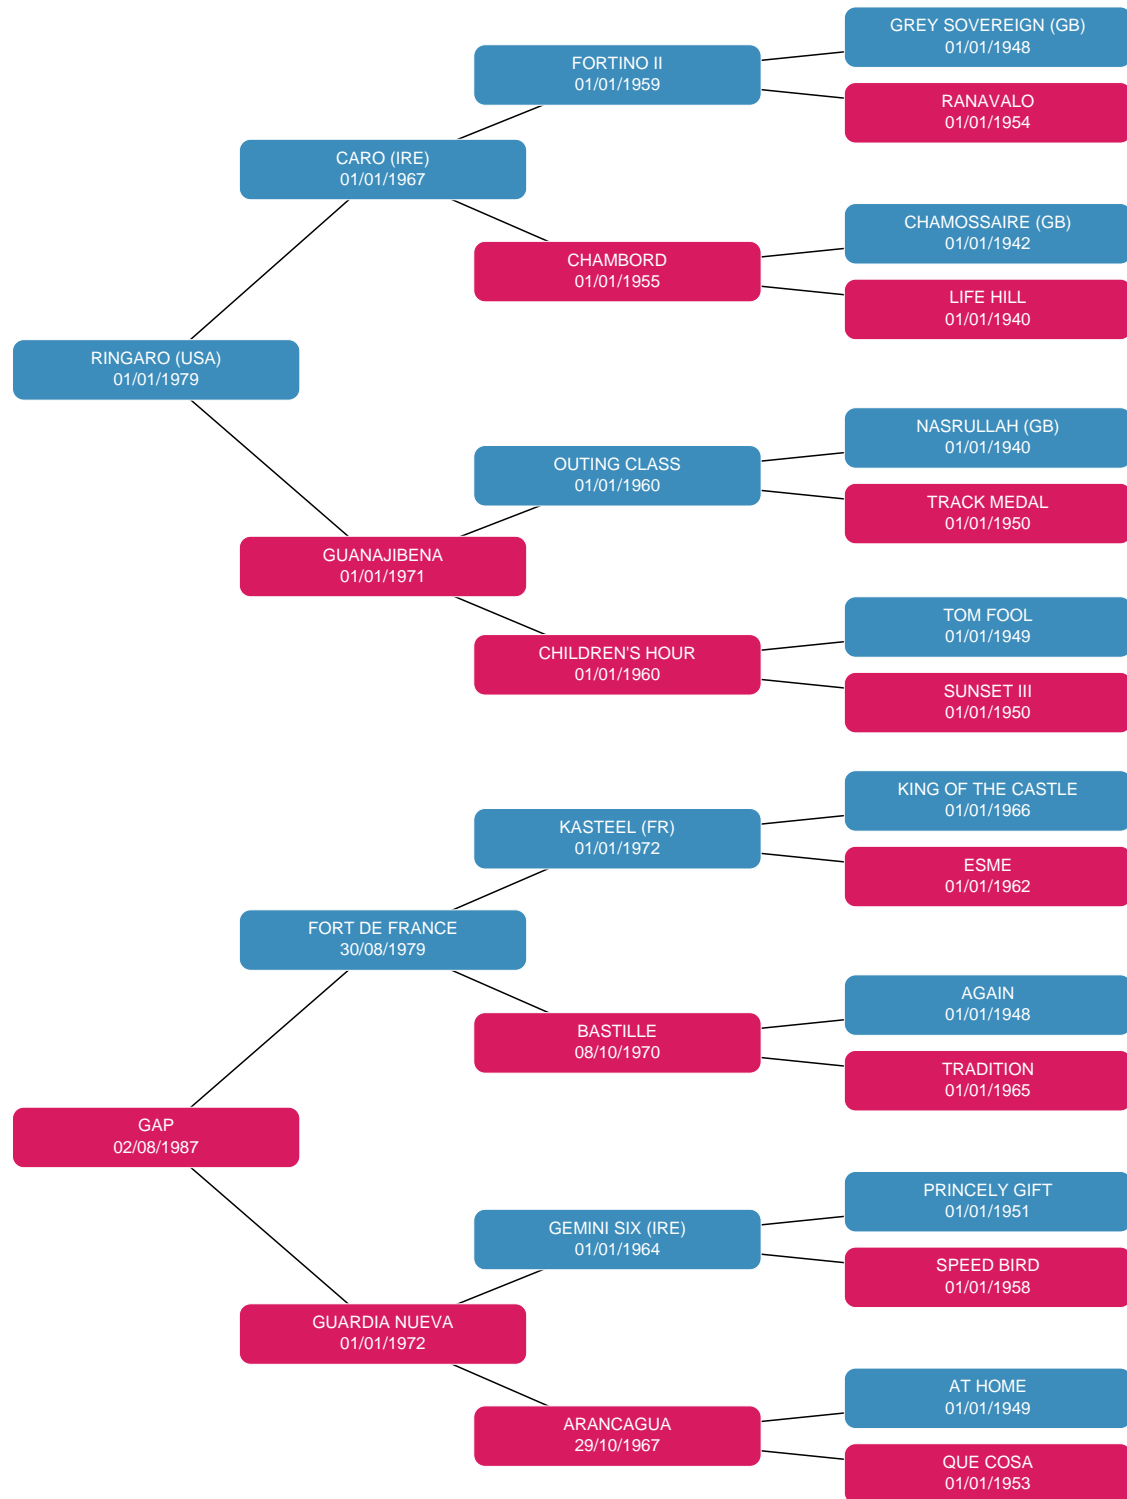 GREY SOVEREIGN (GB)
01/01/1948
FORTINO II
01/01/1959
RANAVALO
01/01/1954
CARO (IRE)
01/01/1967
CHAMOSSAIRE (GB)
01/01/1942
CHAMBORD
01/01/1955
LIFE HILL
01/01/1940
RINGARO (USA)
01/01/1979
NASRULLAH (GB)
01/01/1940
OUTING CLASS
01/01/1960
TRACK MEDAL
01/01/1950
GUANAJIBENA
01/01/1971
TOM FOOL
01/01/1949
CHILDREN'S HOUR
01/01/1960
SUNSET III
01/01/1950
KING OF THE CASTLE
01/01/1966
KASTEEL (FR)
01/01/1972
ESME
01/01/1962
FORT DE FRANCE
30/08/1979
AGAIN
01/01/1948
BASTILLE
08/10/1970
TRADITION
01/01/1965
GAP
02/08/1987
PRINCELY GIFT
01/01/1951
GEMINI SIX (IRE)
01/01/1964
SPEED BIRD
01/01/1958
GUARDIA NUEVA
01/01/1972
AT HOME
01/01/1949
ARANCAGUA
29/10/1967
QUE COSA
01/01/1953